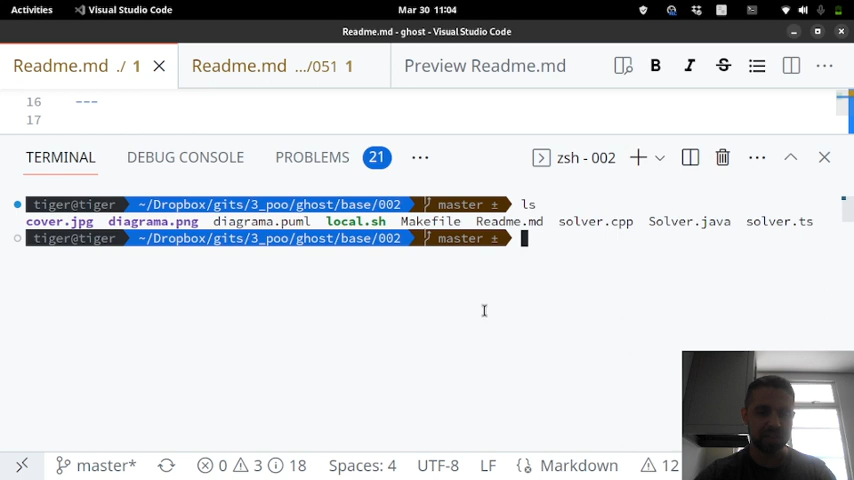 Activities Visual Studio Code Mar 30 11:04
Readme.md - ghost - Visual Studio Code
Readme.md ./ 1 Readme.md .../051 1 Preview Readme.md B I S
16 ---
17
TERMINAL DEBUG CONSOLE PROBLEMS 21 ... zsh - 002
tiger@tiger ~/Dropbox/gits/3_poo/ghost/base/002 master ± ls
cover.jpg diagrama.png diagrama.puml local.sh Makefile Readme.md solver.cpp Solver.java solver.ts
tiger@tiger ~/Dropbox/gits/3_poo/ghost/base/002 master ±
master* 0 3 18 Spaces: 4 UTF-8 LF Markdown 12